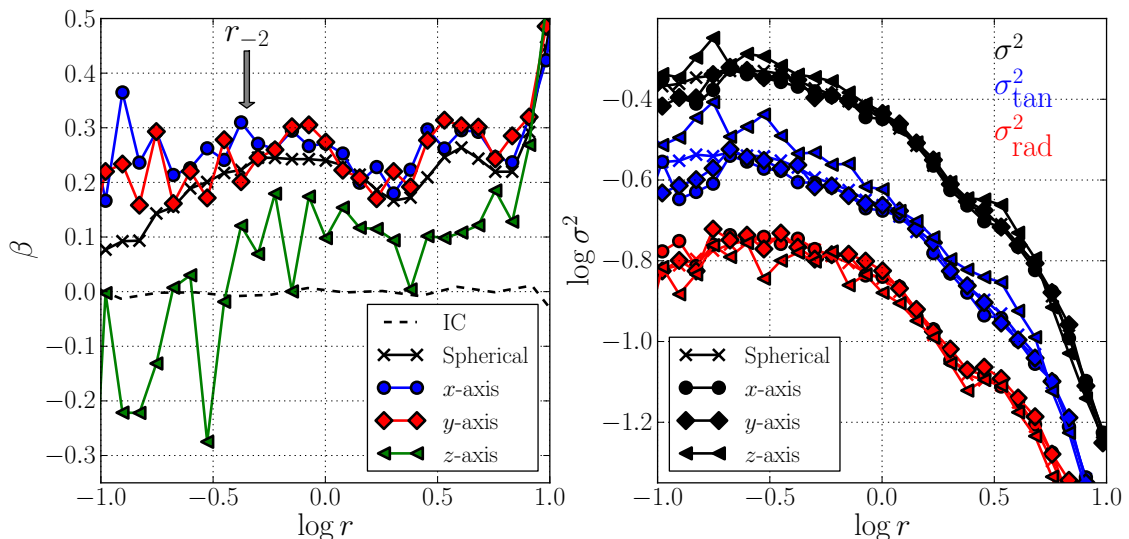 0.5
0.4
0.3
0.2
0.1
0.0
−0.1
−0.2
−0.3
β
r₋₂
IC
Spherical
x-axis
y-axis
z-axis
−1.0 −0.5 0.0 0.5 1.0
log r
−0.4
−0.6
−0.8
−1.0
−1.2
log σ²
σ²
σ²tan
σ²rad
Spherical
x-axis
y-axis
z-axis
−1.0 −0.5 0.0 0.5 1.0
log r